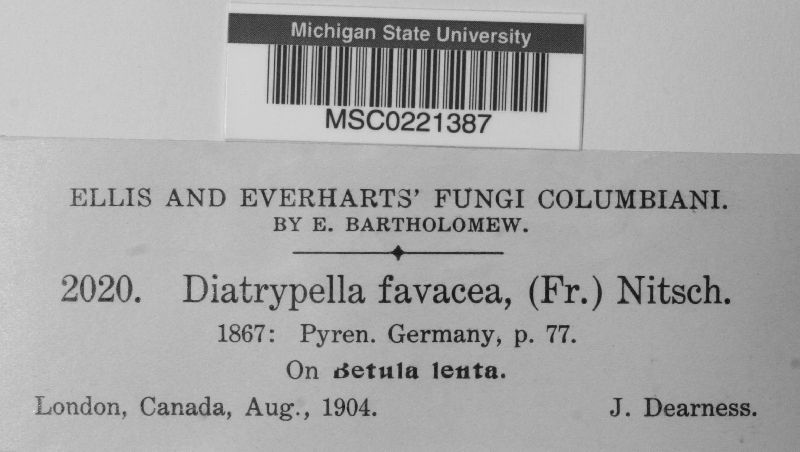 Michigan State University
MSC0221387
ELLIS AND EVERHARTS' FUNGI COLUMBIANI.
BY E. BARTHOLOMEW.
2020. Diatrypella favacea, (Fr.) Nitsch.
1867: Pyren. Germany, p. 77.
On Betula lenta.
London, Canada, Aug., 1904. J. Dearness.